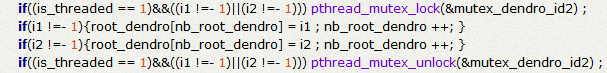 if((is_threaded == 1)&&((i1 !=- 1)||(i2 !=- 1))) pthread_mutex_lock(&mutex_dendro_id2) ;
if(i1 !=- 1){root_dendro[nb_root_dendro] = i1 ; nb_root_dendro ++; }
if(i2 !=- 1){root_dendro[nb_root_dendro] = i2 ; nb_root_dendro ++; }
if((is_threaded == 1)&&((i1 !=- 1)||(i2 !=- 1))) pthread_mutex_unlock(&mutex_dendro_id2) ;